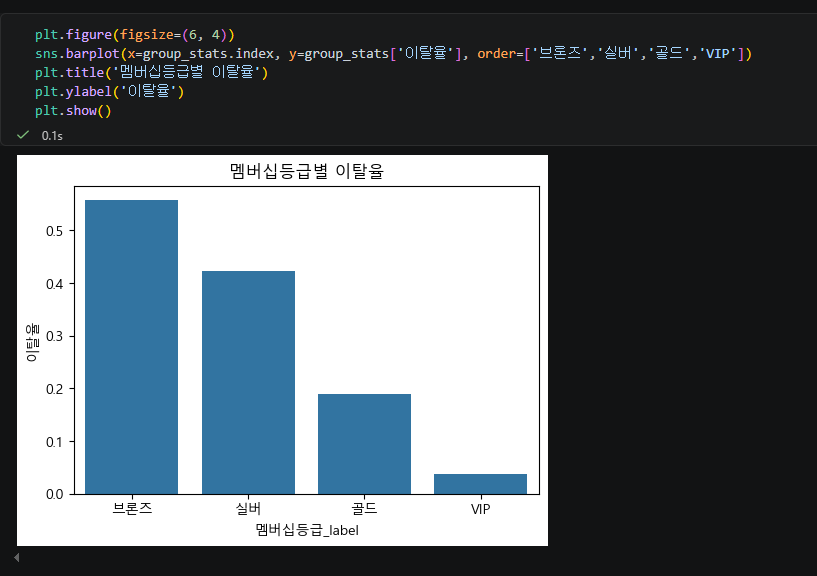 plt.figure(figsize=(6, 4))
sns.barplot(x=group_stats.index, y=group_stats['이탈율'], order=['브론즈','실버','골드','VIP'])
plt.title('멤버십등급별 이탈율')
plt.ylabel('이탈율')
plt.show()
0.1s
멤버십등급별 이탈율
이탈율
0.5
0.4
0.3
0.2
0.1
0.0
브론즈 실버 골드 VIP
멤버십등급_label